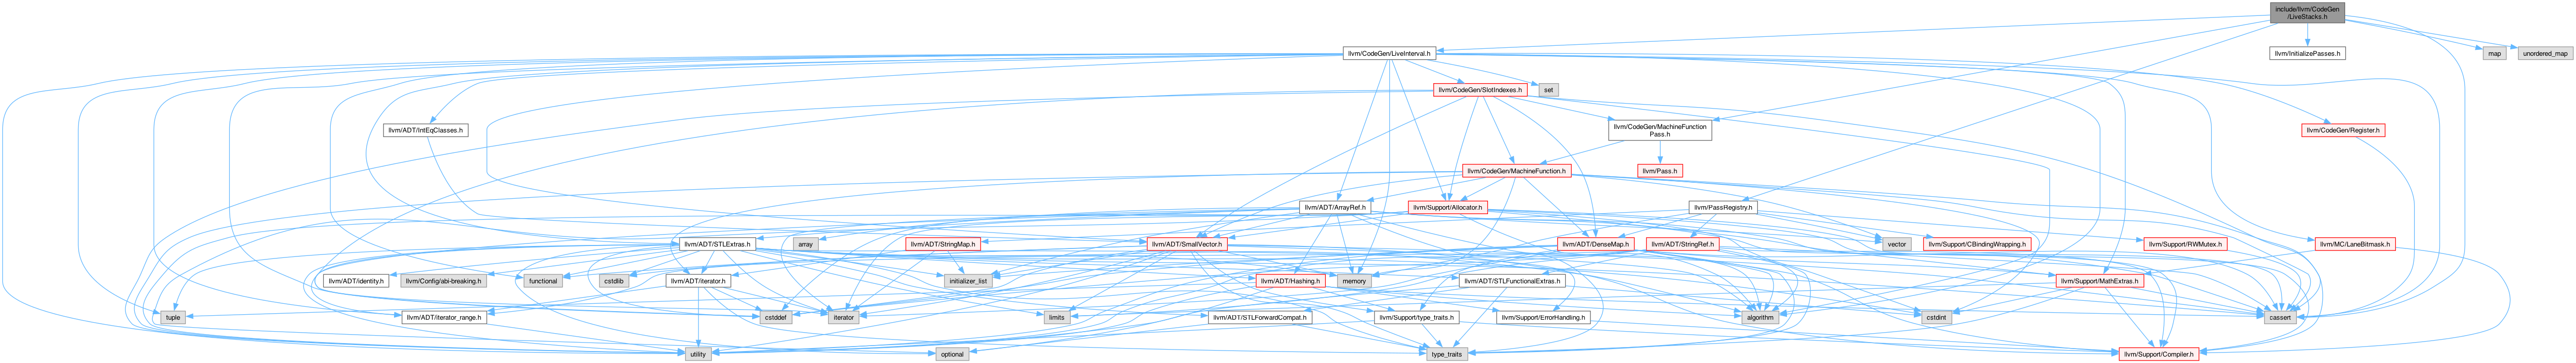 include/llvm/CodeGen
/LiveStacks.h
llvm/CodeGen/LiveInterval.h
llvm/InitializePasses.h
map
unordered_map
llvm/CodeGen/SlotIndexes.h
set
llvm/ADT/IntEqClasses.h
llvm/CodeGen/MachineFunction
Pass.h
llvm/CodeGen/Register.h
llvm/CodeGen/MachineFunction.h
llvm/Pass.h
llvm/ADT/ArrayRef.h
llvm/Support/Allocator.h
llvm/PassRegistry.h
llvm/ADT/STLExtras.h
array
llvm/ADT/StringMap.h
llvm/ADT/SmallVector.h
llvm/ADT/DenseMap.h
llvm/ADT/StringRef.h
vector
llvm/Support/CBindingWrapping.h
llvm/Support/RWMutex.h
llvm/MC/LaneBitmask.h
llvm/ADT/identity.h
llvm/Config/abi-breaking.h
functional
cstdlib
llvm/ADT/iterator.h
initializer_list
memory
llvm/ADT/Hashing.h
llvm/ADT/STLFunctionalExtras.h
llvm/Support/MathExtras.h
tuple
llvm/ADT/iterator_range.h
cstddef
iterator
limits
llvm/ADT/STLForwardCompat.h
llvm/Support/type_traits.h
llvm/Support/ErrorHandling.h
algorithm
cstdint
cassert
utility
optional
type_traits
llvm/Support/Compiler.h